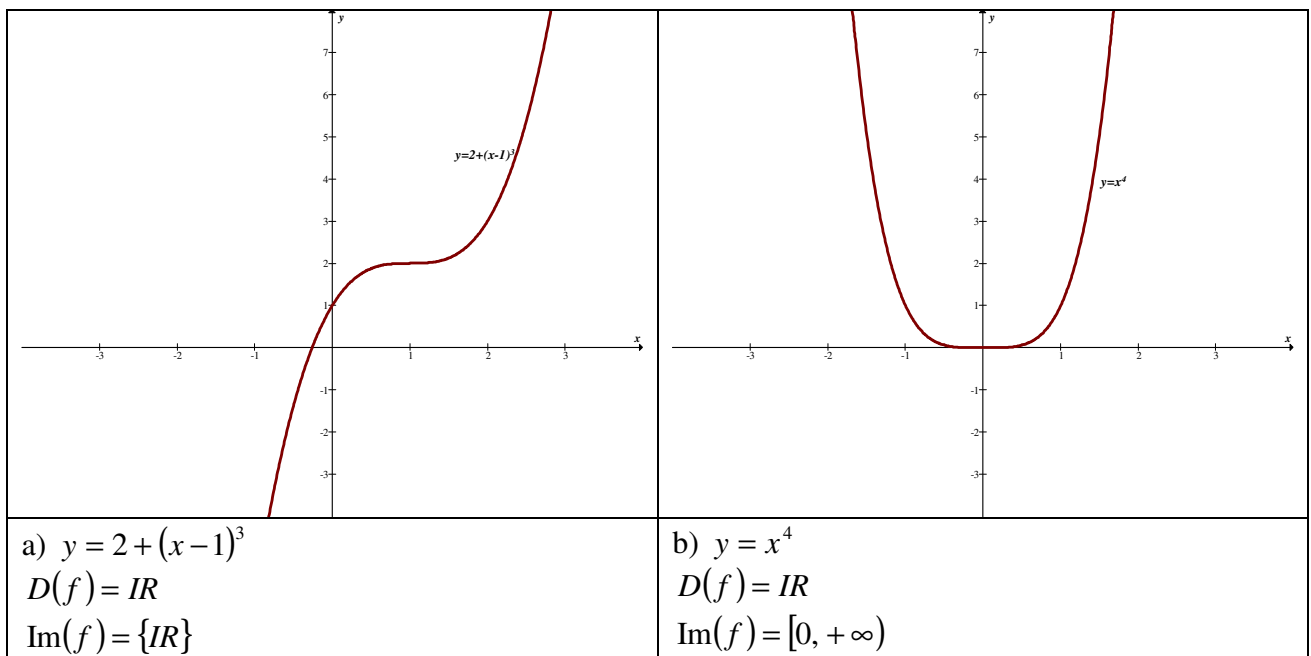 y
7
6
5
4
3
2
1
-1
-2
-3
-3
-2
-1
1
2
3
x
y=2+(x-1)³
y
7
6
5
4
3
2
1
-1
-2
-3
-3
-2
-1
1
2
3
x
y=x⁴
a) y = 2 + (x − 1)³
D(f) = IR
Im(f) = {IR}
b) y = x⁴
D(f) = IR
Im(f) = [0, + ∞)